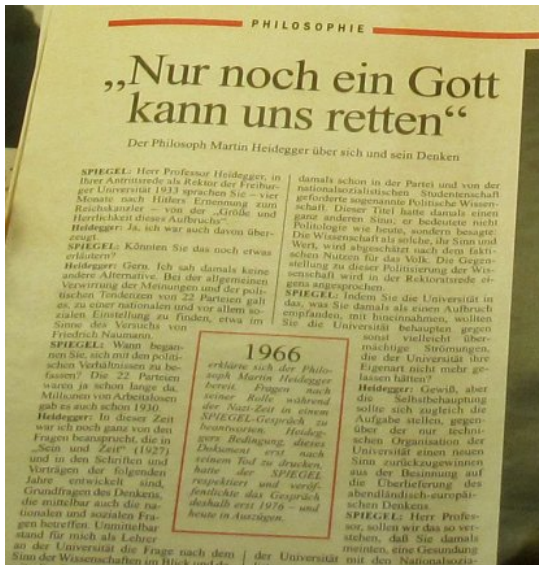 PHILOSOPHIE
„Nur noch ein Gott
kann uns retten“
Der Philosoph Martin Heidegger über sich und sein Denken
SPIEGEL: Herr Professor Heidegger, in
Ihrer Antrittsrede als Rektor der Freibur-
ger Universität 1933 sprachen Sie – vier
Monate nach Hitlers Ernennung zum
Reichskanzler – von der „Größe und
Herrlichkeit dieses Aufbruchs“.
Heidegger: Ja, ich war auch davon über-
zeugt.
SPIEGEL: Könnten Sie das noch etwas
erläutern?
Heidegger: Gern. Ich sah damals keine
andere Alternative. Bei der allgemeinen
Verwirrung der Meinungen und der poli-
tischen Tendenzen von 22 Parteien galt
es, zu einer nationalen und vor allem so-
zialen Einstellung zu finden, etwa im
Sinne des Versuchs von
Friedrich Naumann.
SPIEGEL: Wann began-
nen Sie, sich mit den politi-
schen Verhältnissen zu be-
fassen? Die 22 Parteien
waren ja schon lange da.
Millionen von Arbeitslosen
gab es auch schon 1930.
Heidegger: In dieser Zeit
war ich noch ganz von den
Fragen beansprucht, die in
„Sein und Zeit“ (1927)
und in den Schriften und
Vorträgen der folgenden
Jahre entwickelt sind,
Grundfragen des Denkens,
die mittelbar auch die na-
tionalen und sozialen Fra-
gen betreffen. Unmittelbar
stand für mich als Lehrer
an der Universität die Frage nach dem
Sinn der Wissenschaften im Blick und da-
1966
erklärte sich der Philo-
soph Martin Heidegger
bereit, Fragen nach
seiner Rolle während
der Nazi-Zeit in einem
SPIEGEL-Gespräch zu
beantworten. Heideg-
gers Bedingung, dieses
Dokument erst nach
seinem Tod zu drucken,
hatte der SPIEGEL
respektiert und veröf-
fentlichte das Gespräch
deshalb erst 1976 – und
heute in Auszügen.
damals schon in der Partei und von der
nationalsozialistischen Studentenschaft
geforderte sogenannte Politische Wissen-
schaft. Dieser Titel hatte damals einen
ganz anderen Sinn; er bedeutete nicht
Politologie wie heute, sondern besagte:
Die Wissenschaft als solche, ihr Sinn und
Wert, wird abgeschätzt nach dem fakti-
schen Nutzen für das Volk. Die Gegen-
stellung zu dieser Politisierung der Wis-
senschaft wird in der Rektoratsrede ei-
gens angesprochen.
SPIEGEL: Indem Sie die Universität in
das, was Sie damals als einen Aufbruch
empfanden, mit hineinnahmen, wollten
Sie die Universität behaupten gegen
sonst vielleicht über-
mächtige Strömungen,
die der Universität ihre
Eigenart nicht mehr ge-
lassen hätten?
Heidegger: Gewiß, aber
die Selbstbehauptung
sollte sich zugleich die
Aufgabe stellen, gegen-
über der nur techni-
schen Organisation der
Universität einen neuen
Sinn zurückzugewinnen
aus der Besinnung auf
die Überlieferung des
abendländisch-europäi-
schen Denkens.
SPIEGEL: Herr Profes-
sor, sollen wir das so ver-
stehen, daß Sie damals
meinten, eine Gesundung
der Universität mit den Nationalsozia-